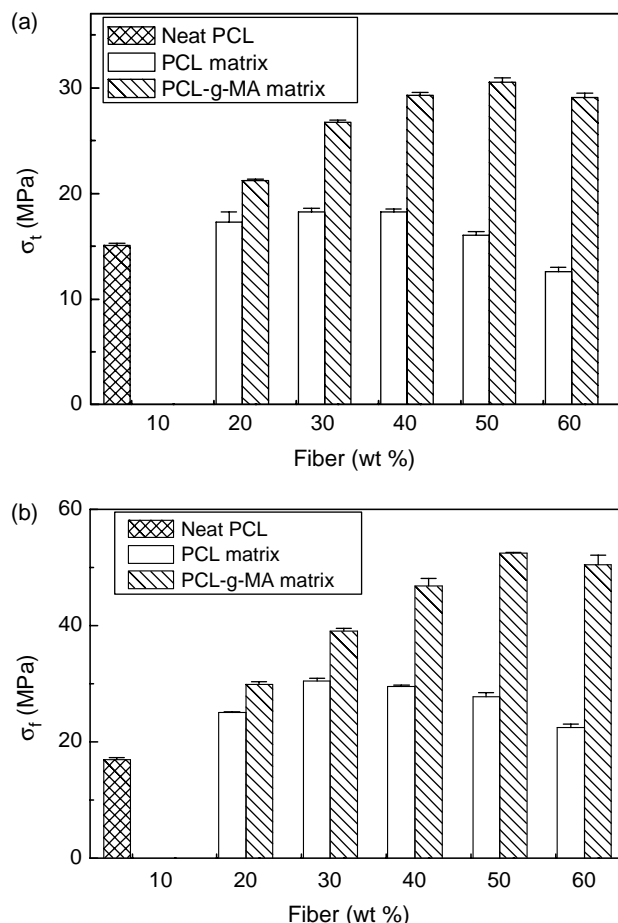 (a)
Neat PCL
PCL matrix
PCL-g-MA matrix
30
20
10
0
σt (MPa)
10 20 30 40 50 60
Fiber (wt %)
(b)
60
Neat PCL
PCL matrix
PCL-g-MA matrix
40
20
0
σf (MPa)
10 20 30 40 50 60
Fiber (wt %)